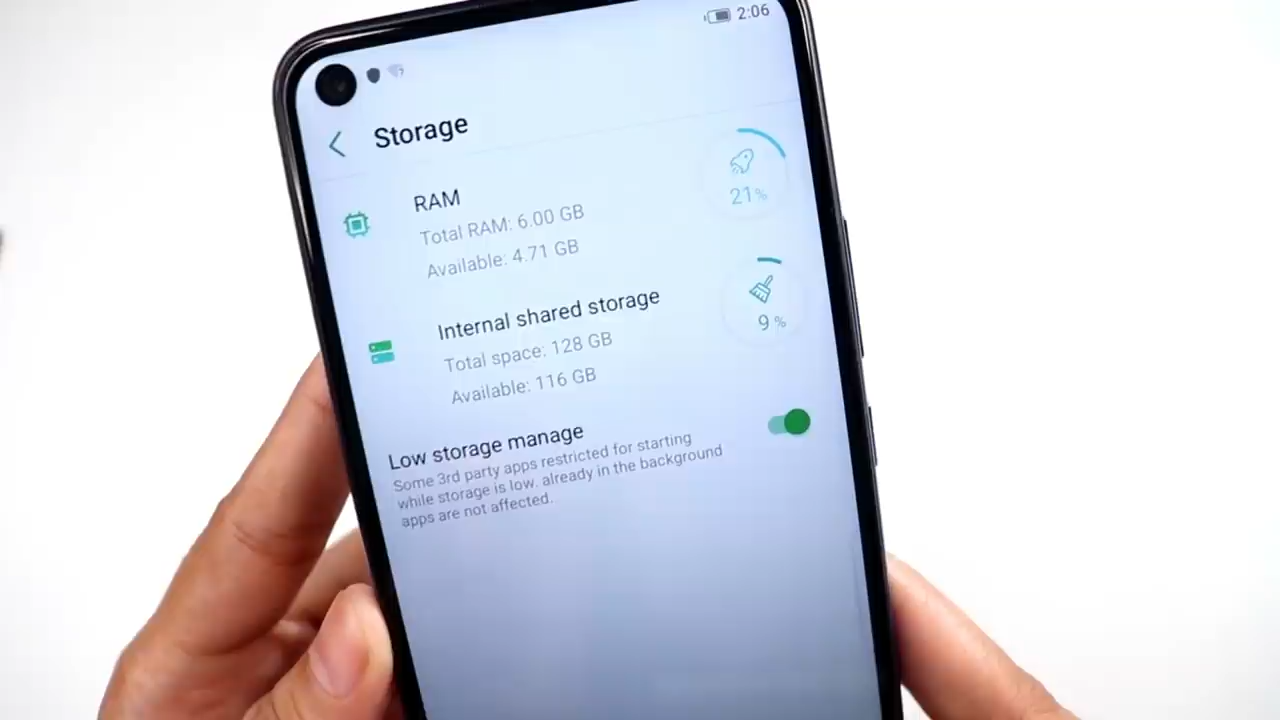 2:06
Storage
RAM
Total RAM: 6.00 GB
Available: 4.71 GB
21%
Internal shared storage
Total space: 128 GB
Available: 116 GB
9 %
Low storage manage
Some 3rd party apps restricted for starting
while storage is low. already in the background
apps are not affected.